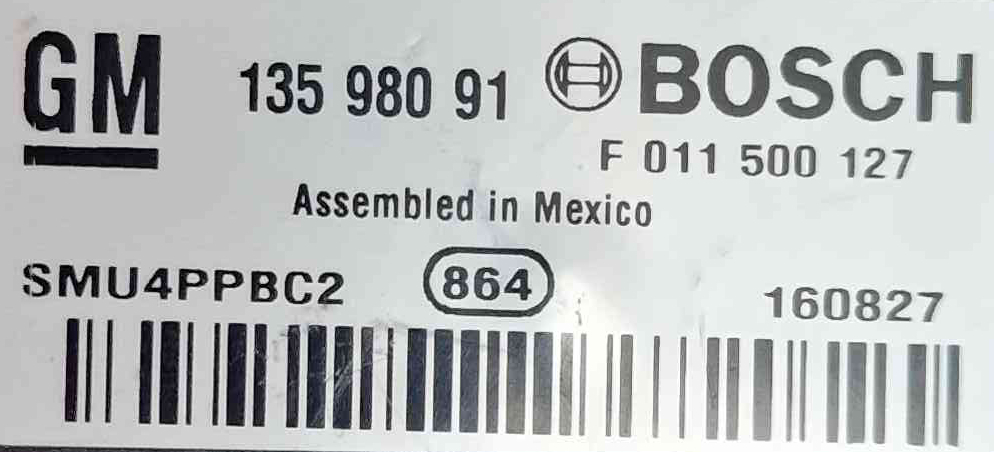 GM 135 980 91 BOSCH
F 011 500 127
Assembled in Mexico
SMU4PPBC2 864 160827